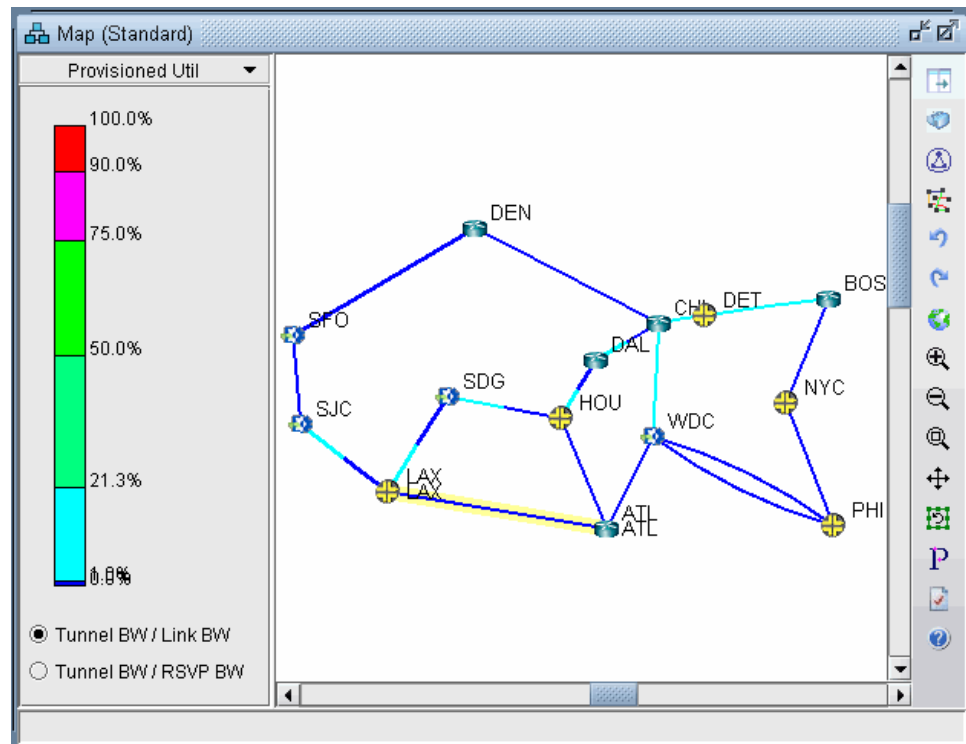 Map (Standard)
Provisioned Util
100.0%
90.0%
75.0%
50.0%
21.3%
Tunnel BW / Link BW
Tunnel BW / RSVP BW
DEN
BOS
DET
SFO
DAL
SDG
HOU
NYC
SJC
WDC
LAX
LAX
ATL
ATL
PHI
P